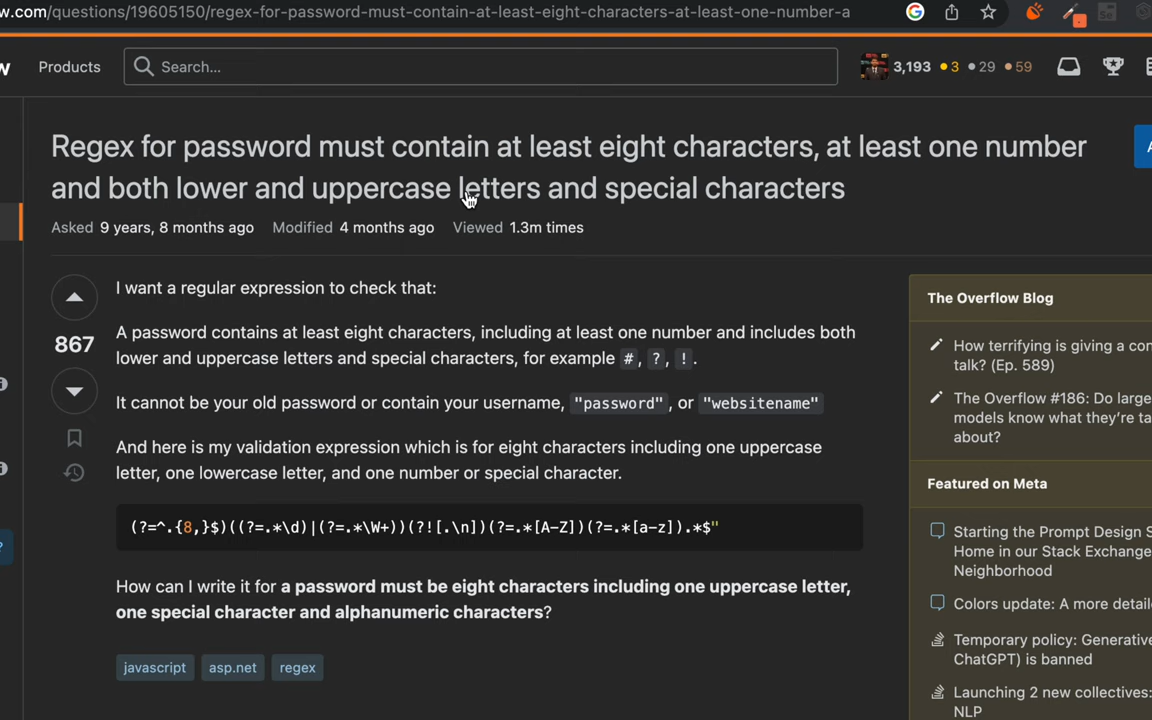 w.com/questions/19605150/regex-for-password-must-contain-at-least-eight-characters-at-least-one-number-a
w Products Search... 3,193 3 29 59
Regex for password must contain at least eight characters, at least one number
and both lower and uppercase letters and special characters
Asked 9 years, 8 months ago Modified 4 months ago Viewed 1.3m times
I want a regular expression to check that:
867
A password contains at least eight characters, including at least one number and includes both
lower and uppercase letters and special characters, for example #, ?, !.
It cannot be your old password or contain your username, "password", or "websitename"
And here is my validation expression which is for eight characters including one uppercase
letter, one lowercase letter, and one number or special character.
(?=^.{8,}$)((?=.*\d)|(?=.*\W+))(?![.\n])(?=.*[A-Z])(?=.*[a-z]).*$"
How can I write it for a password must be eight characters including one uppercase letter,
one special character and alphanumeric characters?
javascript asp.net regex
?
A
The Overflow Blog
How terrifying is giving a con
talk? (Ep. 589)
The Overflow #186: Do large
models know what they're ta
about?
Featured on Meta
Starting the Prompt Design S
Home in our Stack Exchange
Neighborhood
Colors update: A more detail
Temporary policy: Generative
ChatGPT) is banned
Launching 2 new collectives:
NLP